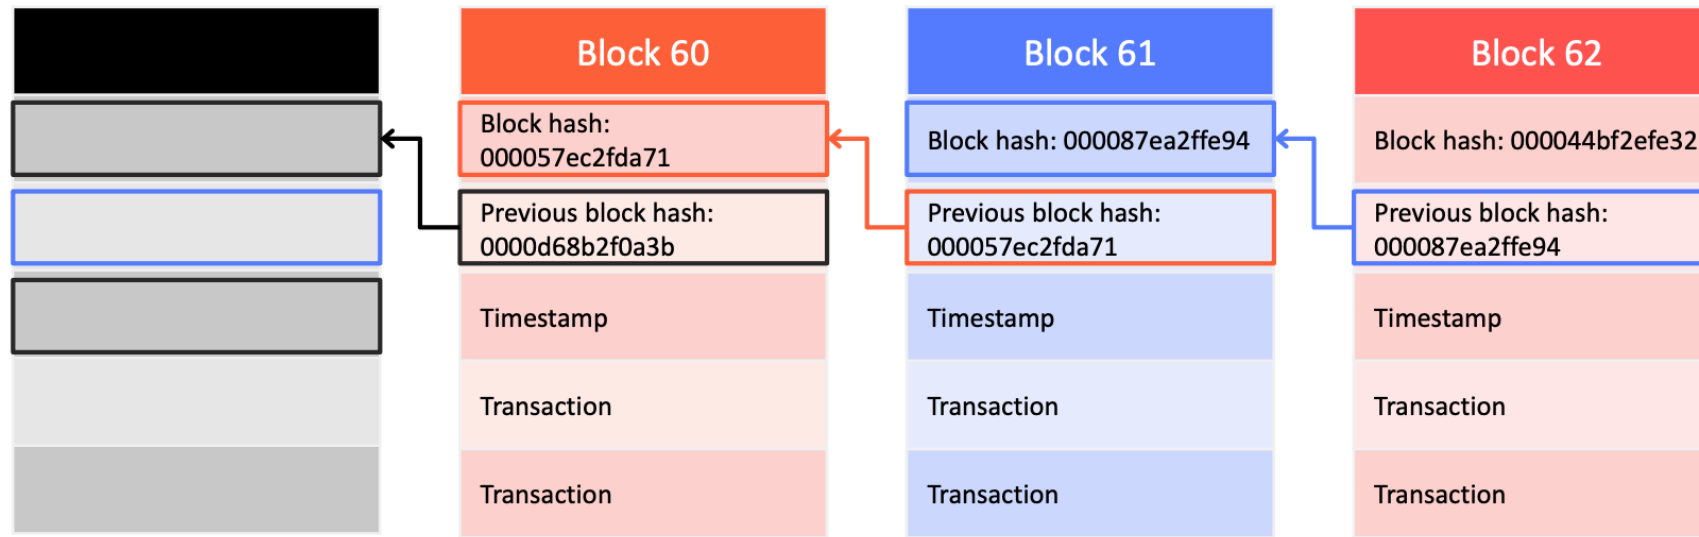 Block 60
Block hash:
000057ec2fda71
Previous block hash:
0000d68b2f0a3b
Timestamp
Transaction
Transaction
Block 61
Block hash: 000087ea2ffe94
Previous block hash:
000057ec2fda71
Timestamp
Transaction
Transaction
Block 62
Block hash: 000044bf2efe32
Previous block hash:
000087ea2ffe94
Timestamp
Transaction
Transaction